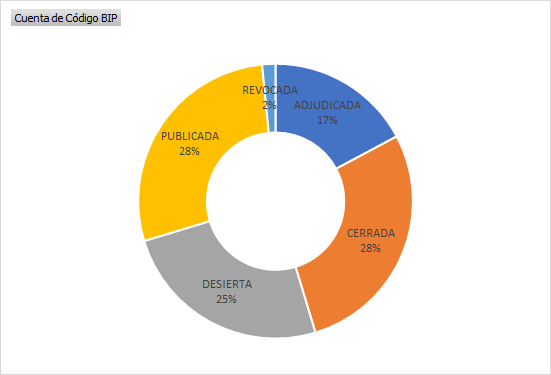 Cuenta de Código BIP
REVOCADA
2%
ADJUDICADA
17%
PUBLICADA
28%
CERRADA
28%
DESIERTA
25%